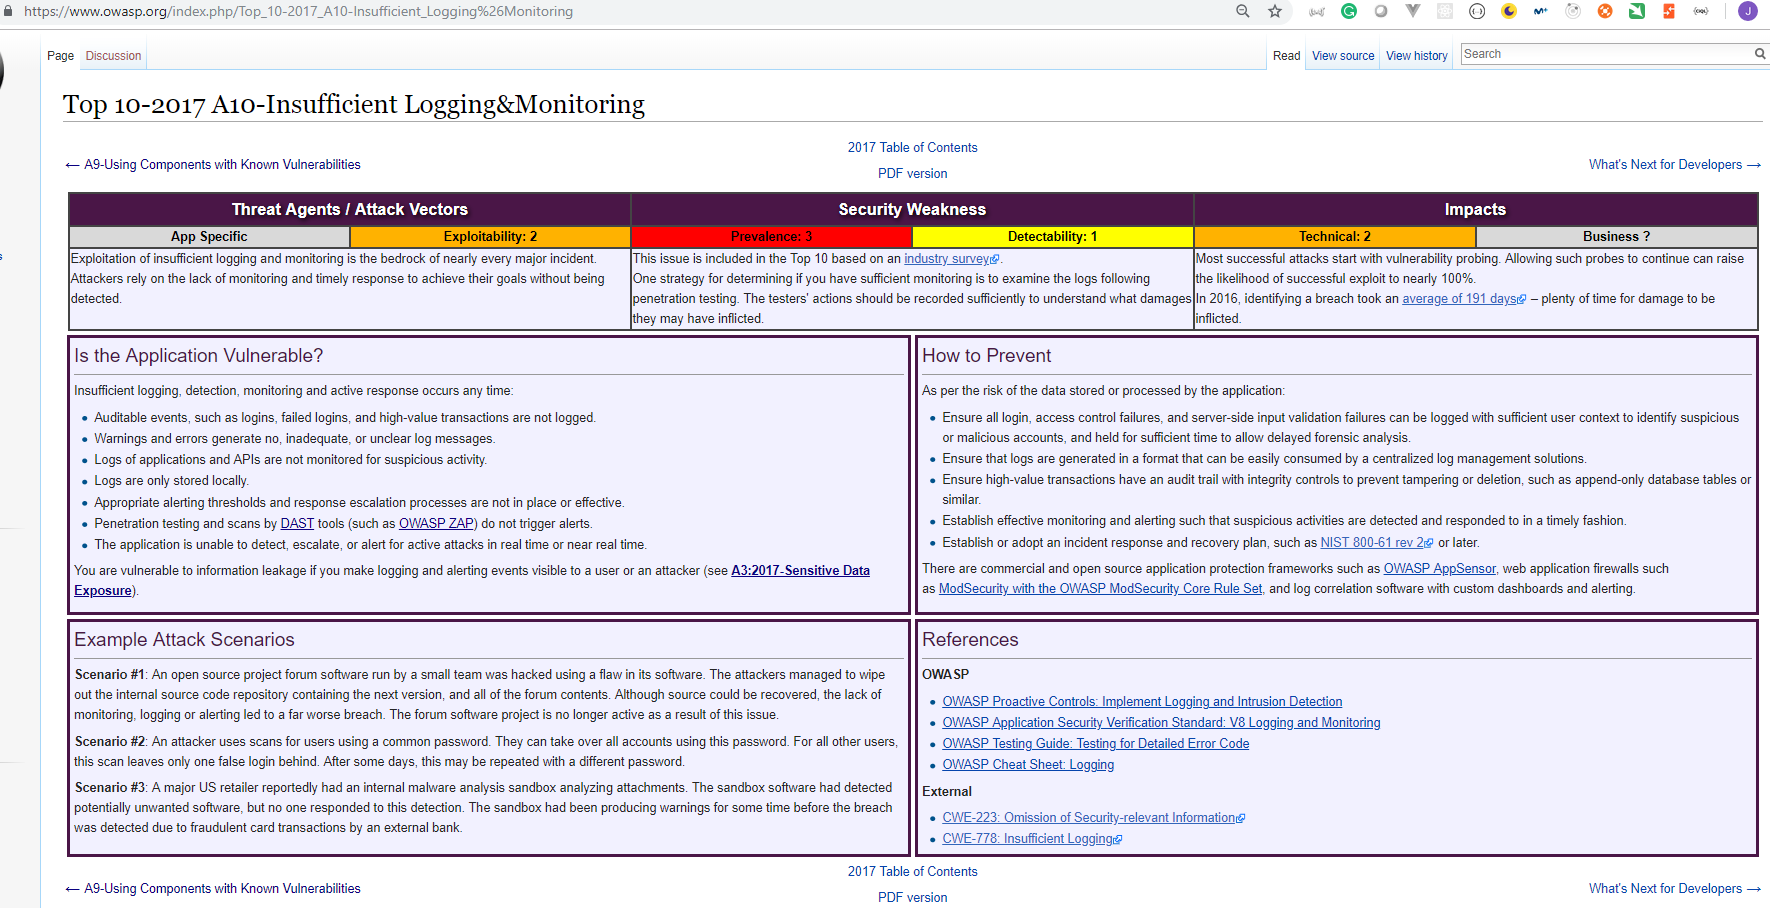 https://www.owasp.org/index.php/Top_10-2017_A10-Insufficient_Logging%26Monitoring
Page Discussion Read View source View history Search
Top 10-2017 A10-Insufficient Logging&Monitoring
2017 Table of Contents
← A9-Using Components with Known Vulnerabilities
What's Next for Developers →
PDF version
Threat Agents / Attack Vectors Security Weakness Impacts
App Specific Exploitability: 2 Prevalence: 3 Detectability: 1 Technical: 2 Business ?
Exploitation of insufficient logging and monitoring is the bedrock of nearly every major incident.
Attackers rely on the lack of monitoring and timely response to achieve their goals without being
detected.
This issue is included in the Top 10 based on an industry survey.
One strategy for determining if you have sufficient monitoring is to examine the logs following
penetration testing. The testers' actions should be recorded sufficiently to understand what damages
they may have inflicted.
Most successful attacks start with vulnerability probing. Allowing such probes to continue can raise
the likelihood of successful exploit to nearly 100%.
In 2016, identifying a breach took an average of 191 days – plenty of time for damage to be
inflicted.
Is the Application Vulnerable?
Insufficient logging, detection, monitoring and active response occurs any time:
• Auditable events, such as logins, failed logins, and high-value transactions are not logged.
• Warnings and errors generate no, inadequate, or unclear log messages.
• Logs of applications and APIs are not monitored for suspicious activity.
• Logs are only stored locally.
• Appropriate alerting thresholds and response escalation processes are not in place or effective.
• Penetration testing and scans by DAST tools (such as OWASP ZAP) do not trigger alerts.
• The application is unable to detect, escalate, or alert for active attacks in real time or near real time.
You are vulnerable to information leakage if you make logging and alerting events visible to a user or an attacker (see A3:2017-Sensitive Data
Exposure).
How to Prevent
As per the risk of the data stored or processed by the application:
• Ensure all login, access control failures, and server-side input validation failures can be logged with sufficient user context to identify suspicious
or malicious accounts, and held for sufficient time to allow delayed forensic analysis.
• Ensure that logs are generated in a format that can be easily consumed by a centralized log management solutions.
• Ensure high-value transactions have an audit trail with integrity controls to prevent tampering or deletion, such as append-only database tables or
similar.
• Establish effective monitoring and alerting such that suspicious activities are detected and responded to in a timely fashion.
• Establish or adopt an incident response and recovery plan, such as NIST 800-61 rev 2 or later.
There are commercial and open source application protection frameworks such as OWASP AppSensor, web application firewalls such
as ModSecurity with the OWASP ModSecurity Core Rule Set, and log correlation software with custom dashboards and alerting.
Example Attack Scenarios
Scenario #1: An open source project forum software run by a small team was hacked using a flaw in its software. The attackers managed to wipe
out the internal source code repository containing the next version, and all of the forum contents. Although source could be recovered, the lack of
monitoring, logging or alerting led to a far worse breach. The forum software project is no longer active as a result of this issue.
Scenario #2: An attacker uses scans for users using a common password. They can take over all accounts using this password. For all other users,
this scan leaves only one false login behind. After some days, this may be repeated with a different password.
Scenario #3: A major US retailer reportedly had an internal malware analysis sandbox analyzing attachments. The sandbox software had detected
potentially unwanted software, but no one responded to this detection. The sandbox had been producing warnings for some time before the breach
was detected due to fraudulent card transactions by an external bank.
References
OWASP
• OWASP Proactive Controls: Implement Logging and Intrusion Detection
• OWASP Application Security Verification Standard: V8 Logging and Monitoring
• OWASP Testing Guide: Testing for Detailed Error Code
• OWASP Cheat Sheet: Logging
External
• CWE-223: Omission of Security-relevant Information
• CWE-778: Insufficient Logging
2017 Table of Contents
← A9-Using Components with Known Vulnerabilities
What's Next for Developers →
PDF version